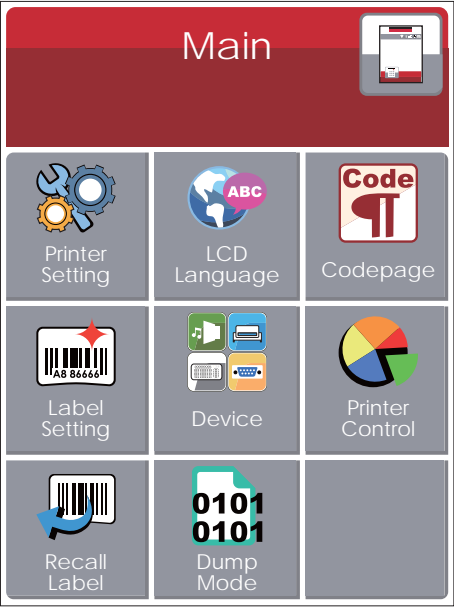 Main
Printer
Setting
LCD
Language
ABC
Code
Codepage
A8 86666
Label
Setting
Device
Printer
Control
Recall
Label
0101
0101
Dump
Mode